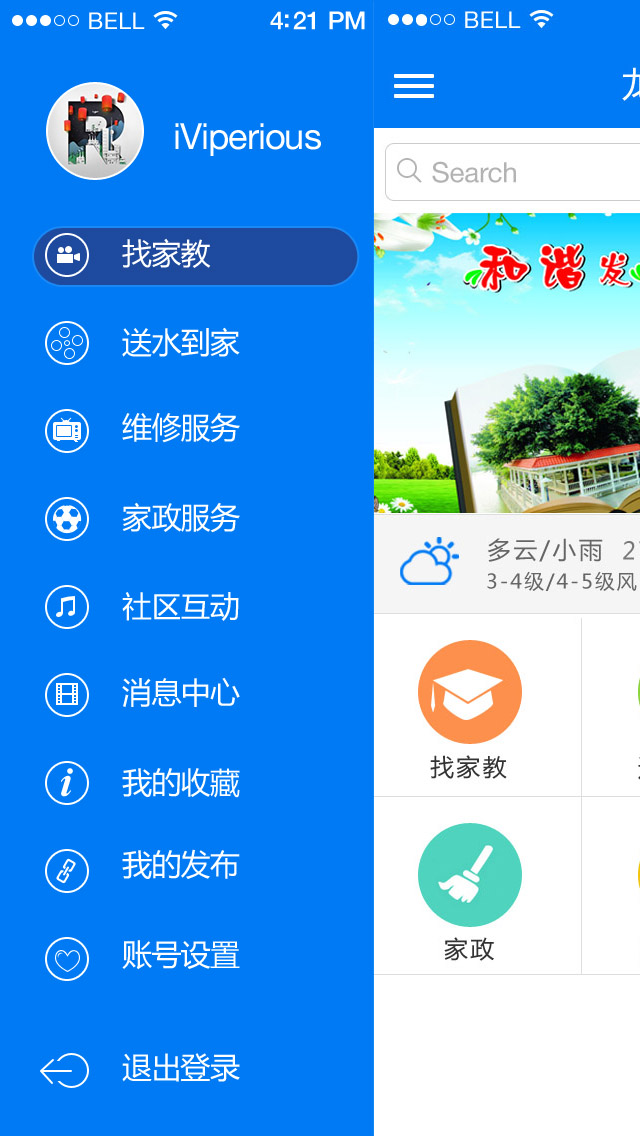 BELL 4:21 PM
iViperious
找家教
送水到家
维修服务
家政服务
社区互动
消息中心
我的收藏
我的发布
账号设置
退出登录
BELL
Search
和谐发
多云/小雨 2
3-4级/4-5级风
找家教
家政